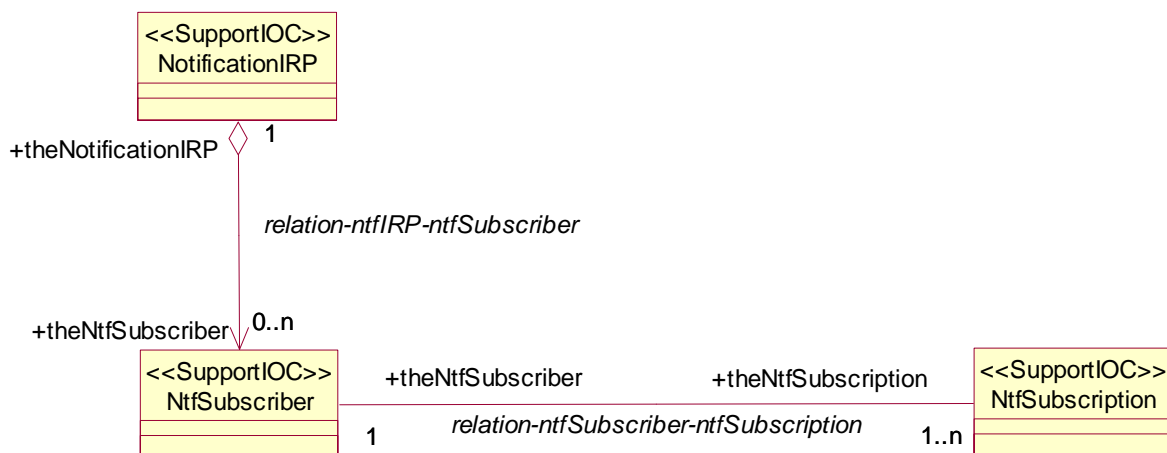 <<SupportIOC>>
NotificationIRP
1
+theNotificationIRP
relation-ntfIRP-ntfSubscriber
+theNtfSubscriber
0..n
<<SupportIOC>>
NtfSubscriber
+theNtfSubscriber
+theNtfSubscription
relation-ntfSubscriber-ntfSubscription
1
1..n
<<SupportIOC>>
NtfSubscription